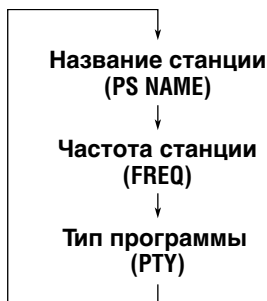 Название станции
(PS NAME)
Частота станции
(FREQ)
Тип программы
(PTY)